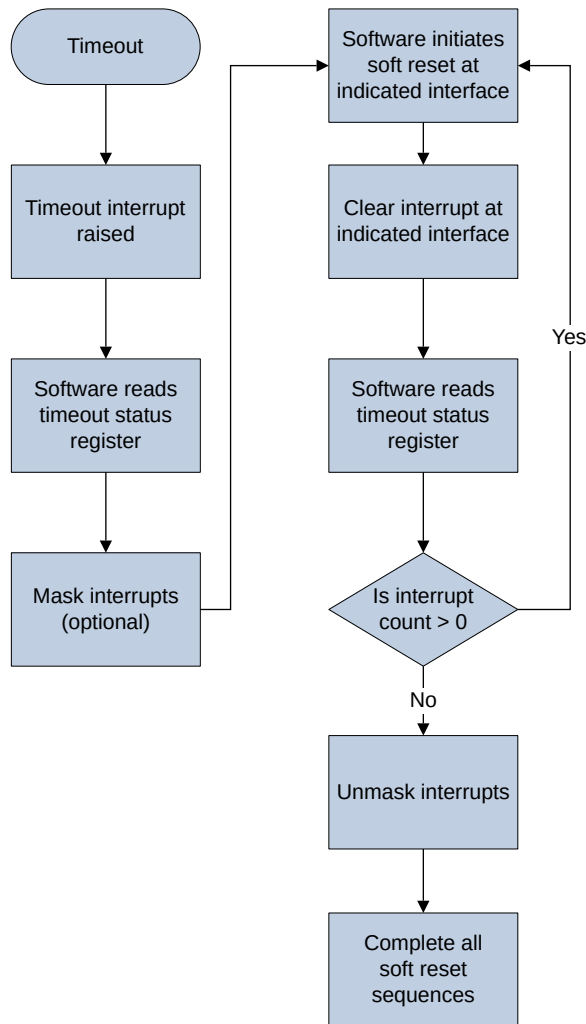 Timeout
Timeout interrupt
raised
Software reads
timeout status
register
Mask interrupts
(optional)
Software initiates
soft reset at
indicated interface
Clear interrupt at
indicated interface
Software reads
timeout status
register
Is interrupt
count > 0
Yes
No
Unmask interrupts
Complete all
soft reset
sequences